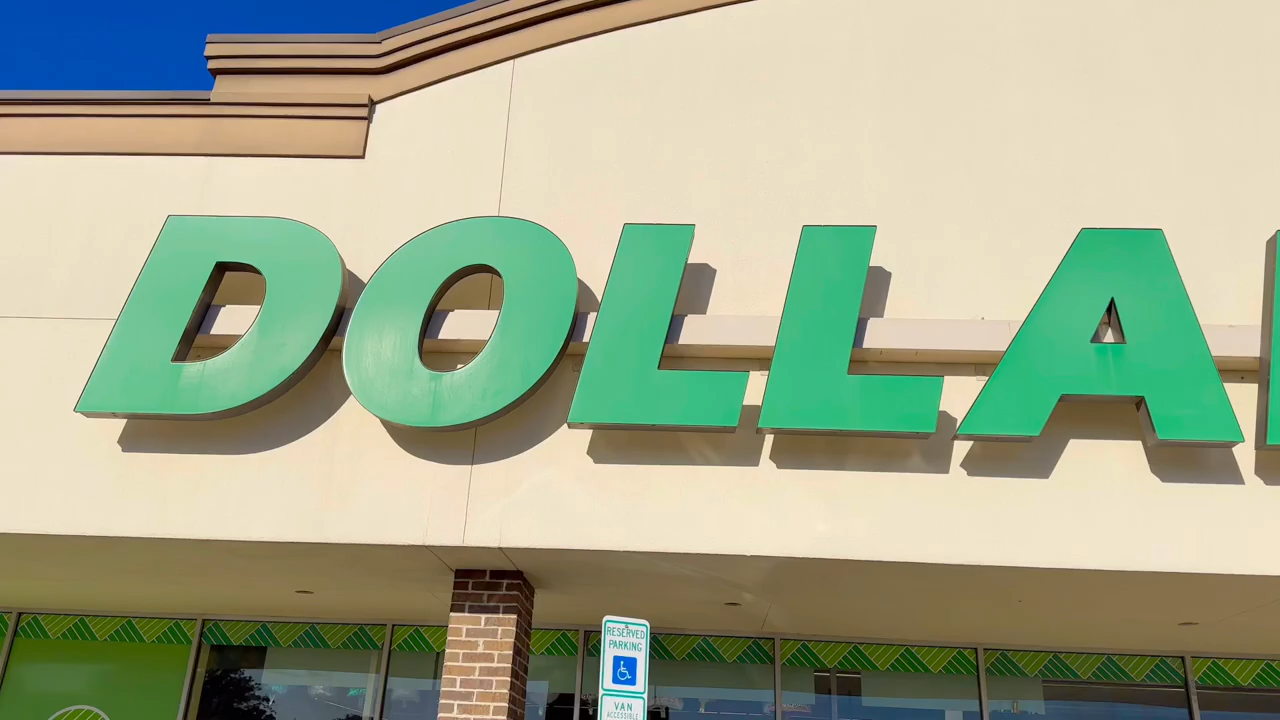 DOLLA
RESERVED
PARKING
VAN
ACCESSIBLE